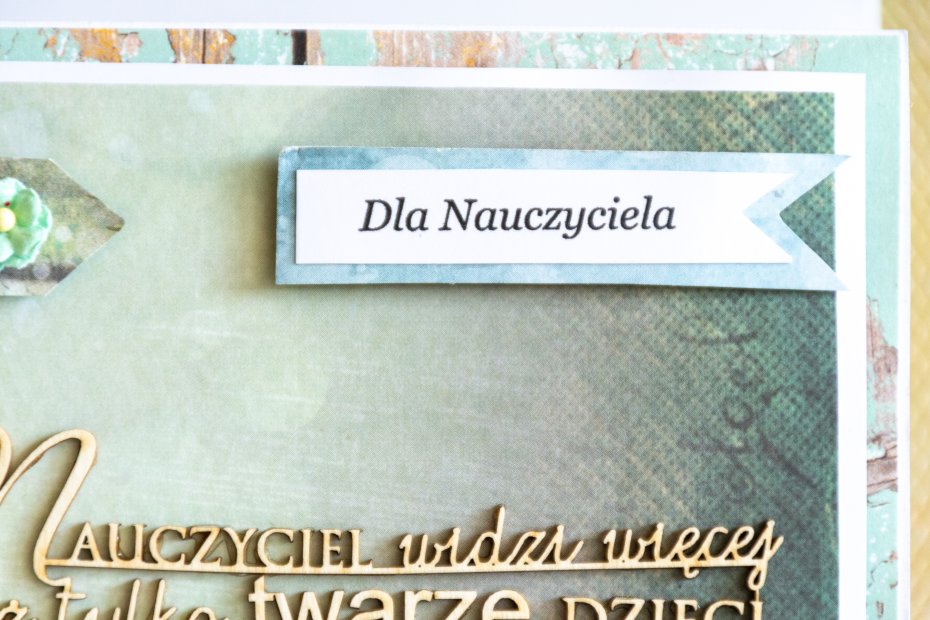 Dla Nauczyciela
Nauczyciel widzi więcej
tylko twarze DZIECI